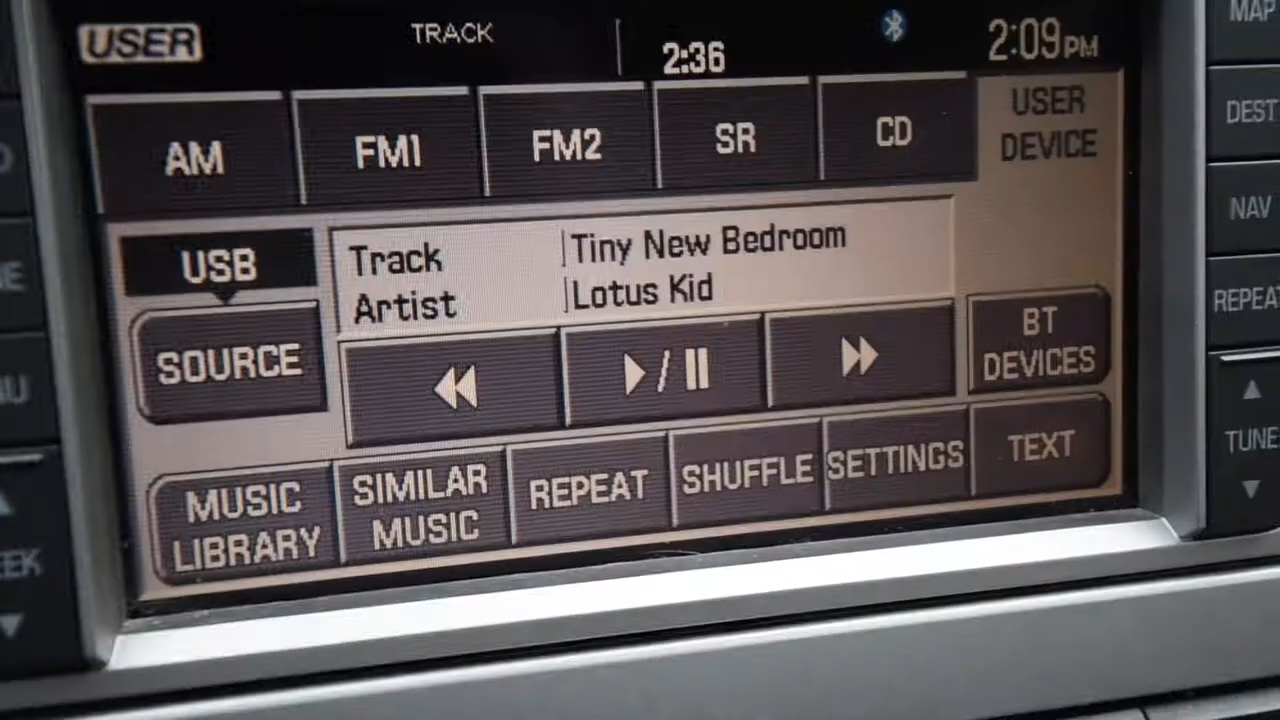 USER
TRACK
2:36
2:09PM
AM
FM1
FM2
SR
CD
USER
DEVICE
USB
Track
Tiny New Bedroom
Artist
Lotus Kid
SOURCE
BT
DEVICES
MUSIC
LIBRARY
SIMILAR
MUSIC
REPEAT
SHUFFLE
SETTINGS
TEXT
MAP
DEST
NAV
REPEAT
TUNE